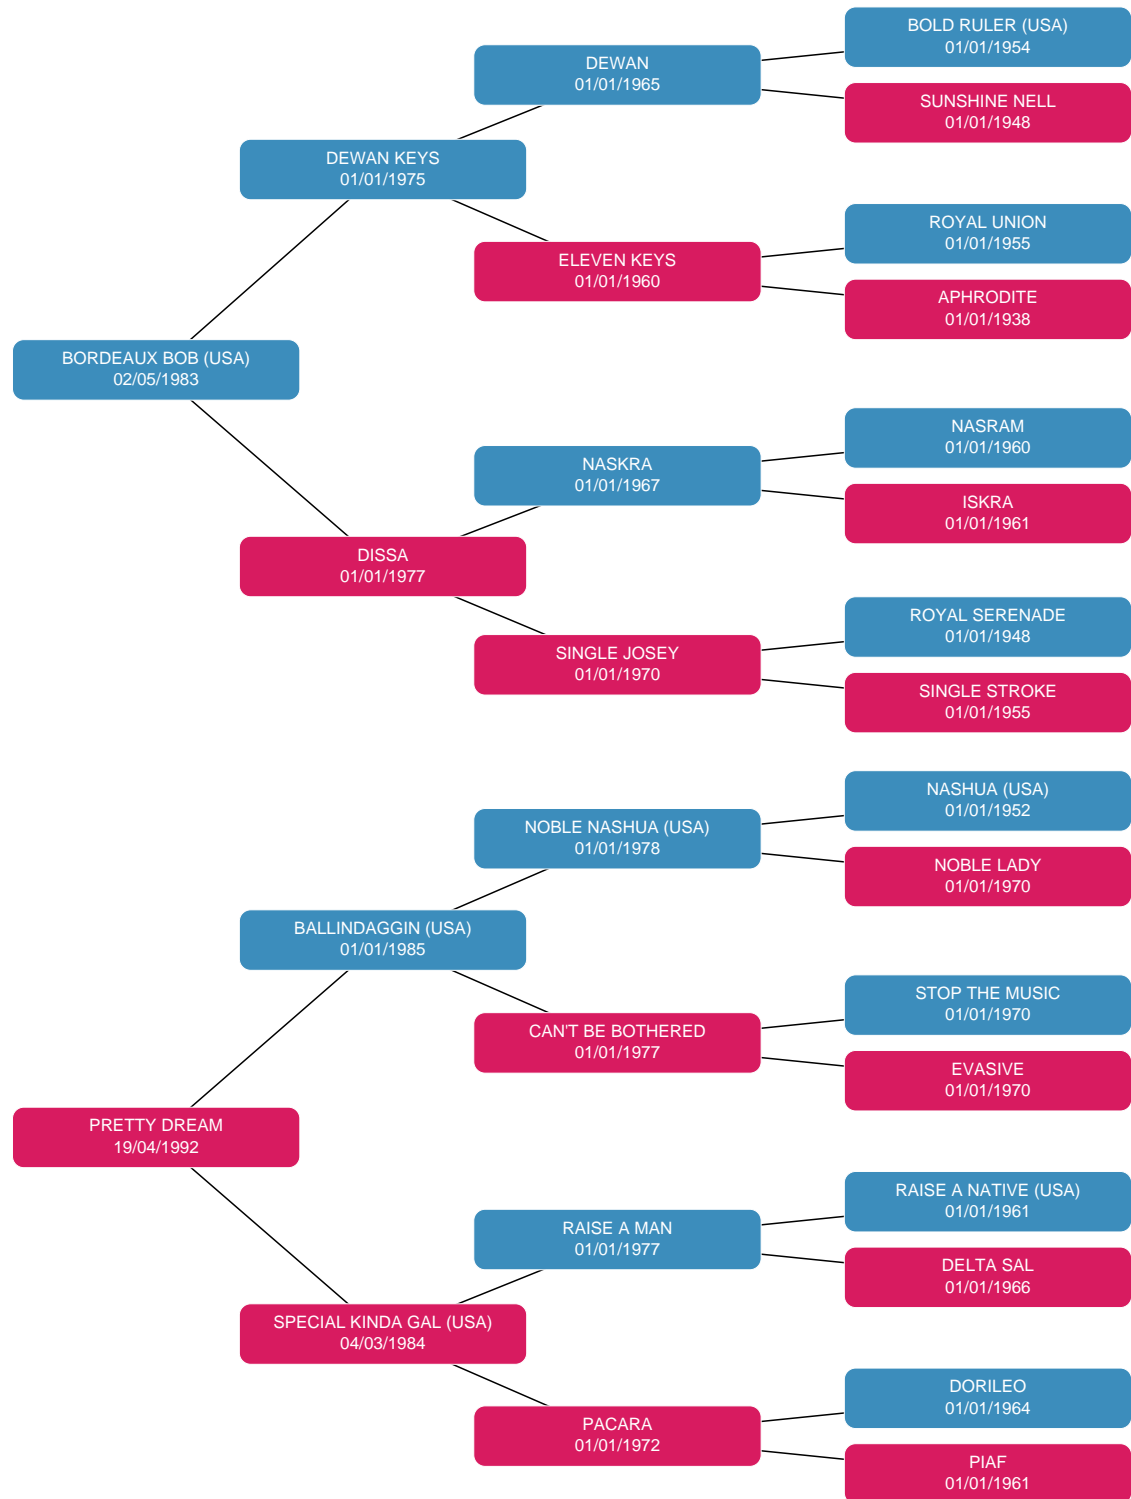 BOLD RULER (USA)
01/01/1954
DEWAN
01/01/1965
SUNSHINE NELL
01/01/1948
DEWAN KEYS
01/01/1975
ROYAL UNION
01/01/1955
ELEVEN KEYS
01/01/1960
APHRODITE
01/01/1938
BORDEAUX BOB (USA)
02/05/1983
NASRAM
01/01/1960
NASKRA
01/01/1967
ISKRA
01/01/1961
DISSA
01/01/1977
ROYAL SERENADE
01/01/1948
SINGLE JOSEY
01/01/1970
SINGLE STROKE
01/01/1955
NASHUA (USA)
01/01/1952
NOBLE NASHUA (USA)
01/01/1978
NOBLE LADY
01/01/1970
BALLINDAGGIN (USA)
01/01/1985
STOP THE MUSIC
01/01/1970
CAN'T BE BOTHERED
01/01/1977
EVASIVE
01/01/1970
PRETTY DREAM
19/04/1992
RAISE A NATIVE (USA)
01/01/1961
RAISE A MAN
01/01/1977
DELTA SAL
01/01/1966
SPECIAL KINDA GAL (USA)
04/03/1984
DORILEO
01/01/1964
PACARA
01/01/1972
PIAF
01/01/1961